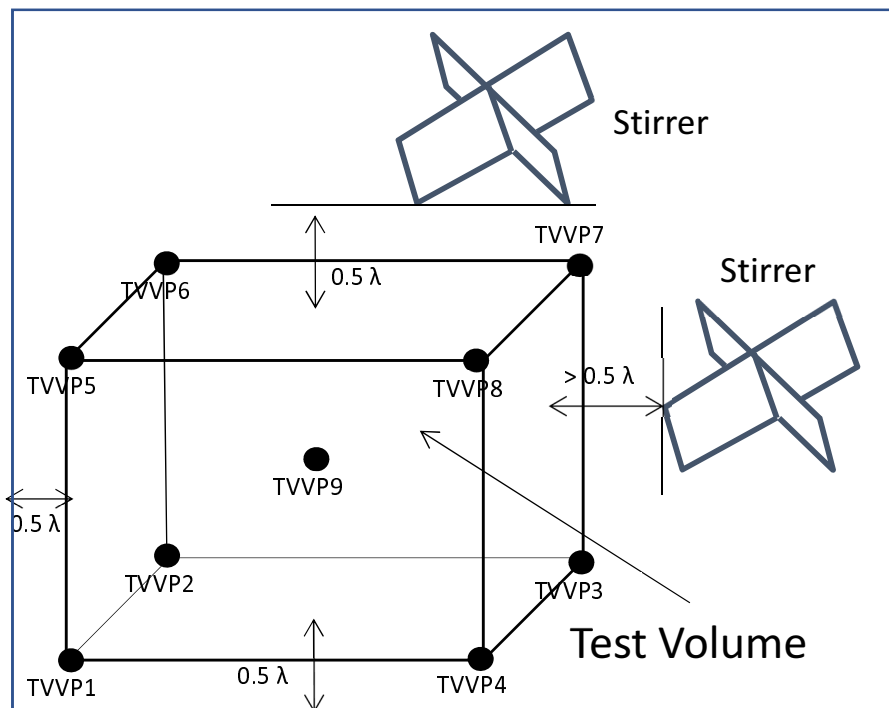 Stirrer
TVVP7
TVVP6
0.5 λ
Stirrer
TVVP5
TVVP8
> 0.5 λ
TVVP9
0.5 λ
TVVP2
TVVP3
Test Volume
0.5 λ
TVVP1
TVVP4